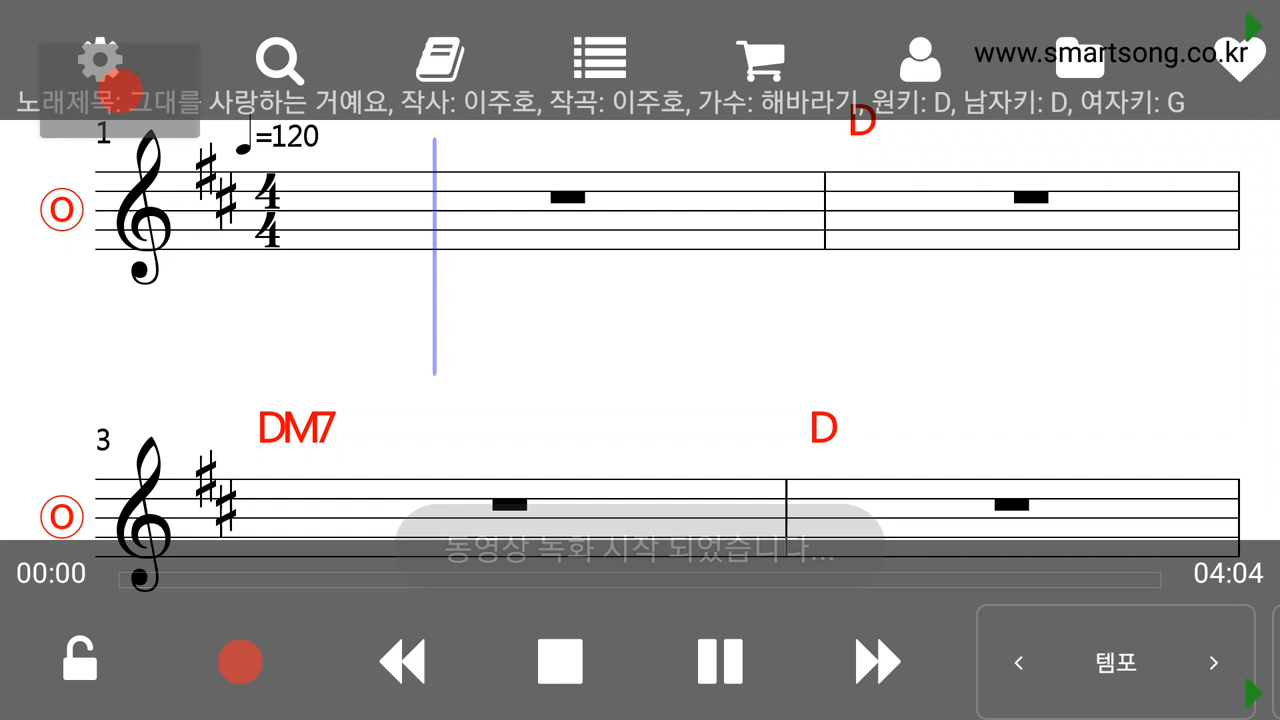 www.smartsong.co.kr
노래제목: 그대를 사랑하는 거예요, 작사: 이주호, 작곡: 이주호, 가수: 해바라기, 원키: D, 남자키: D, 여자키: G
1 =120 D
O 4 4
DM7 D
3
O
동영상 녹화 시작 되었습니다...
00:00 04:04
템포